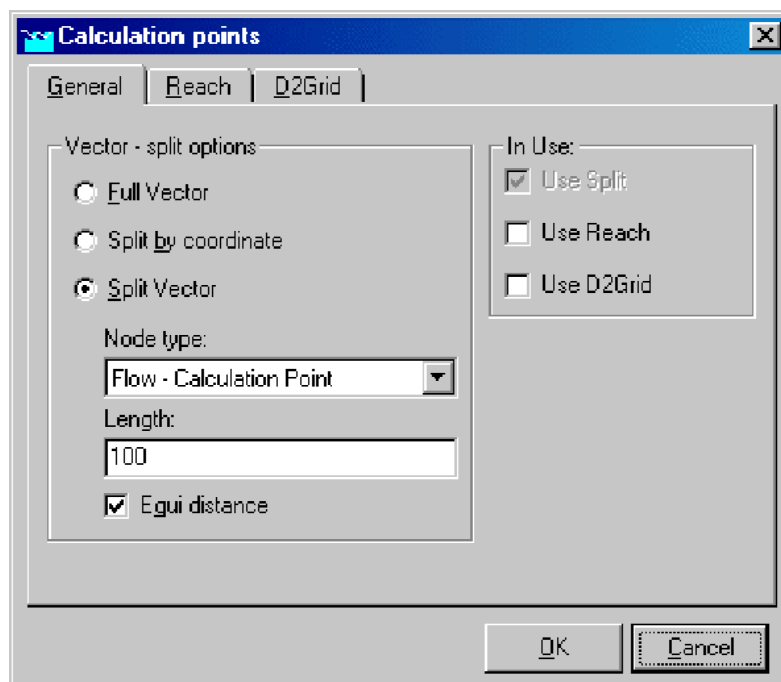 Calculation points
General Reach D2Grid
Vector - split options
Full Vector
Split by coordinate
Split Vector
Node type:
Flow - Calculation Point
Length:
100
Egui distance
In Use:
Use Split
Use Reach
Use D2Grid
OK Cancel